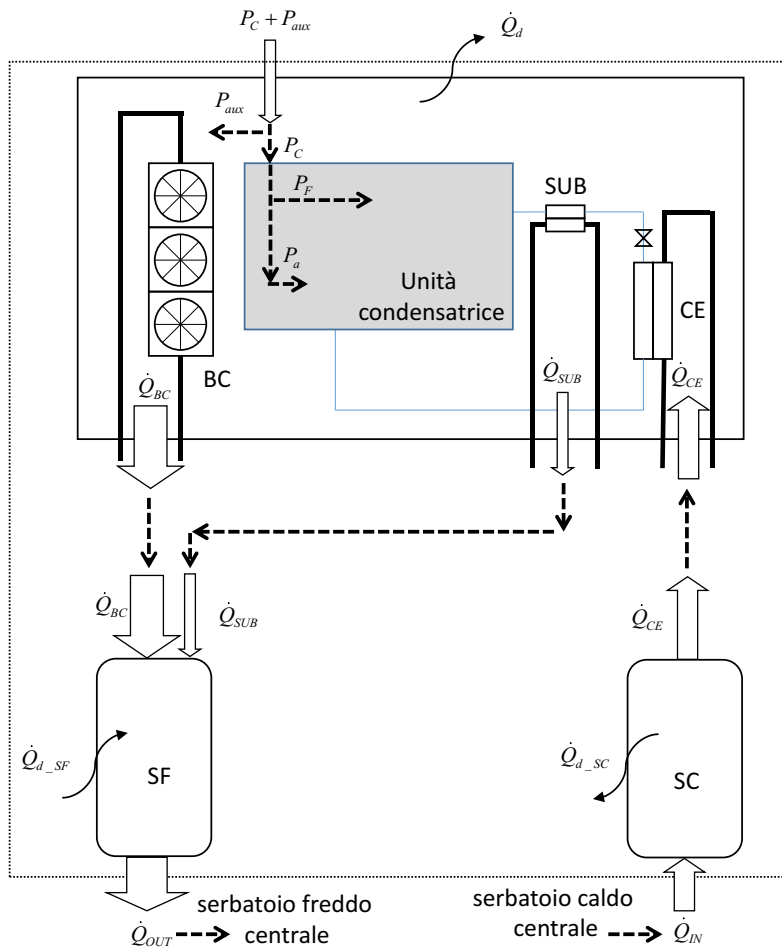 P_C + P_aux
Q̇_d
P_aux
P_C
P_F
SUB
P_a
Unità
condensatrice
CE
BC
Q̇_BC
Q̇_SUB
Q̇_CE
Q̇_BC
Q̇_SUB
Q̇_CE
Q̇_d_SF
SF
Q̇_d_SC
SC
serbatoio freddo
centrale
Q̇_OUT
serbatoio caldo
centrale
Q̇_IN